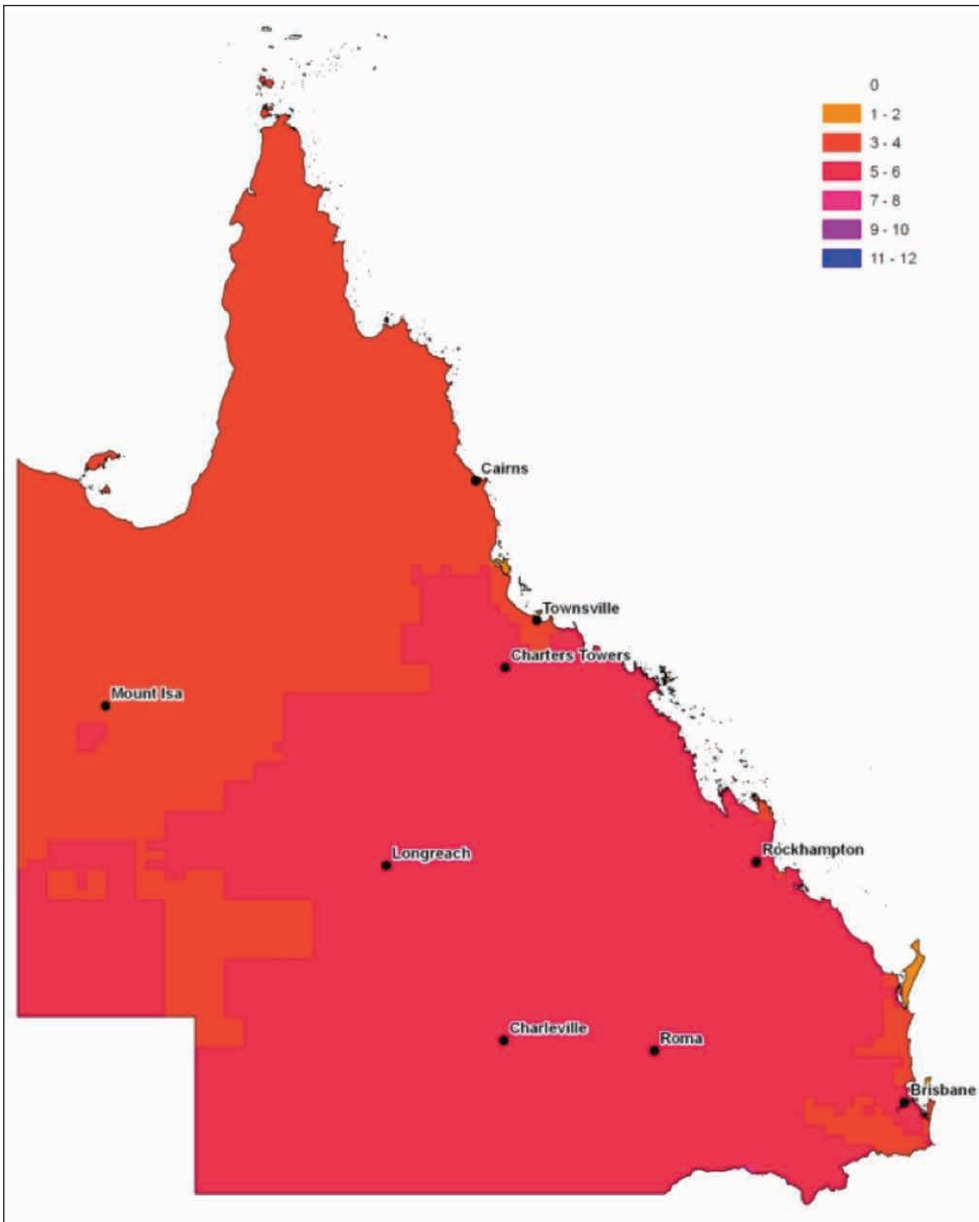 0
1 - 2
3 - 4
5 - 6
7 - 8
9 - 10
11 - 12
Cairns
Townsville
Charters Towers
Mount Isa
Longreach
Rockhampton
Charleville
Roma
Brisbane